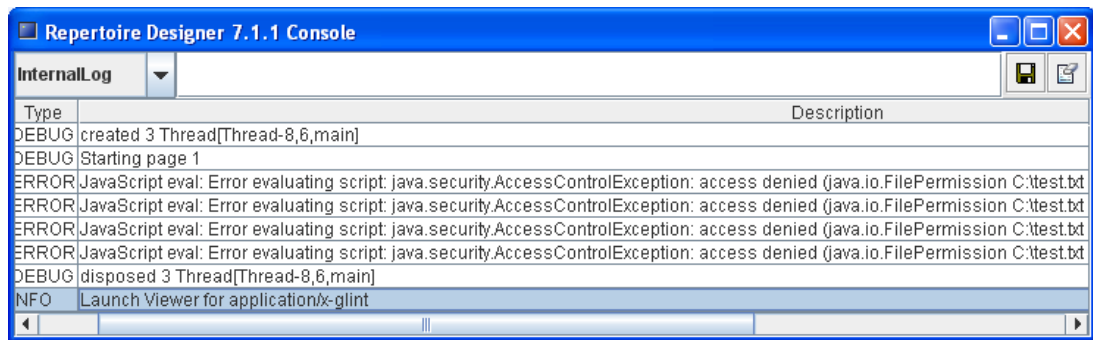 Repertoire Designer 7.1.1 Console
InternalLog
Type Description
DEBUG created 3 Thread[Thread-8,6,main]
DEBUG Starting page 1
ERROR JavaScript eval: Error evaluating script: java.security.AccessControlException: access denied (java.io.FilePermission C:\test.txt
ERROR JavaScript eval: Error evaluating script: java.security.AccessControlException: access denied (java.io.FilePermission C:\test.txt
ERROR JavaScript eval: Error evaluating script: java.security.AccessControlException: access denied (java.io.FilePermission C:\test.txt
ERROR JavaScript eval: Error evaluating script: java.security.AccessControlException: access denied (java.io.FilePermission C:\test.txt
DEBUG disposed 3 Thread[Thread-8,6,main]
NFO Launch Viewer for application/x-glint